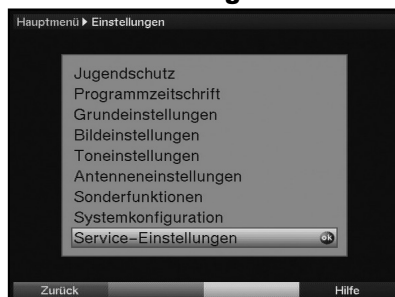 Hauptmenü ▶ Einstellungen
Jugendschutz
Programmzeitschrift
Grundeinstellungen
Bildeinstellungen
Toneinstellungen
Antenneneinstellungen
Sonderfunktionen
Systemkonfiguration
Service-Einstellungen ok
Zurück Hilfe